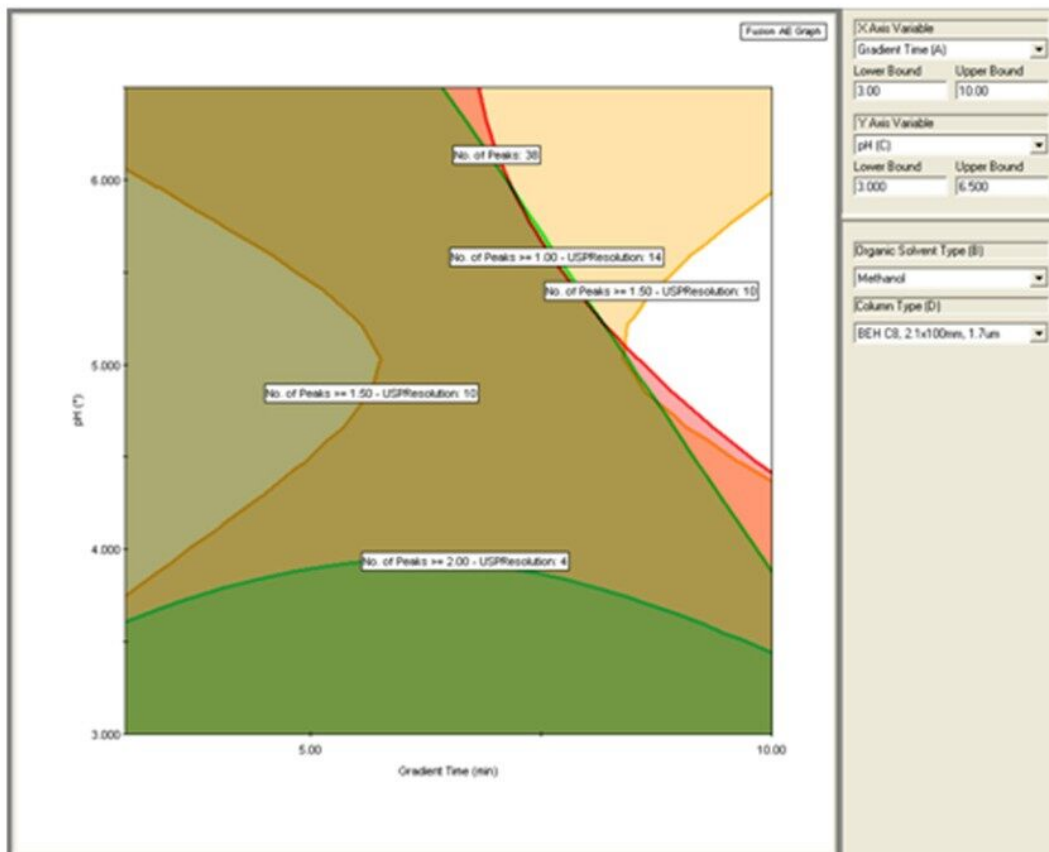 Fusion AE Graph
No. of Peaks: 38
No. of Peaks >= 1.00 - USPResolution: 14
No. of Peaks >= 1.50 - USPResolution: 10
No. of Peaks >= 1.50 - USPResolution: 10
No. of Peaks >= 2.00 - USPResolution: 4
6.000
5.000
4.000
3.000
pH (*)
5.00
10.00
Gradient Time (min)
X Axis Variable
Gradient Time (A)
Lower Bound Upper Bound
3.00 10.00
Y Axis Variable
pH (C)
Lower Bound Upper Bound
3.000 6.500
Organic Solvent Type (B)
Methanol
Column Type (D)
BEH C8, 2.1x100mm, 1.7um